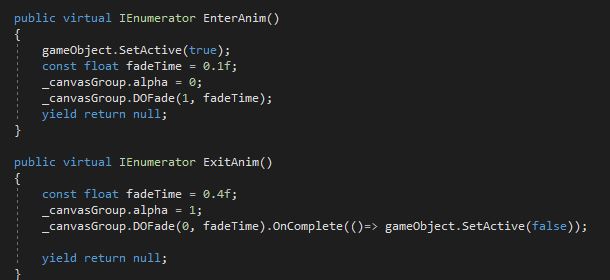 public virtual IEnumerator EnterAnim()
{
gameObject.SetActive(true);
const float fadeTime = 0.1f;
_canvasGroup.alpha = 0;
_canvasGroup.DOFade(1, fadeTime);
yield return null;
}
public virtual IEnumerator ExitAnim()
{
const float fadeTime = 0.4f;
_canvasGroup.alpha = 1;
_canvasGroup.DOFade(0, fadeTime).OnComplete(()=> gameObject.SetActive(false));
yield return null;
}